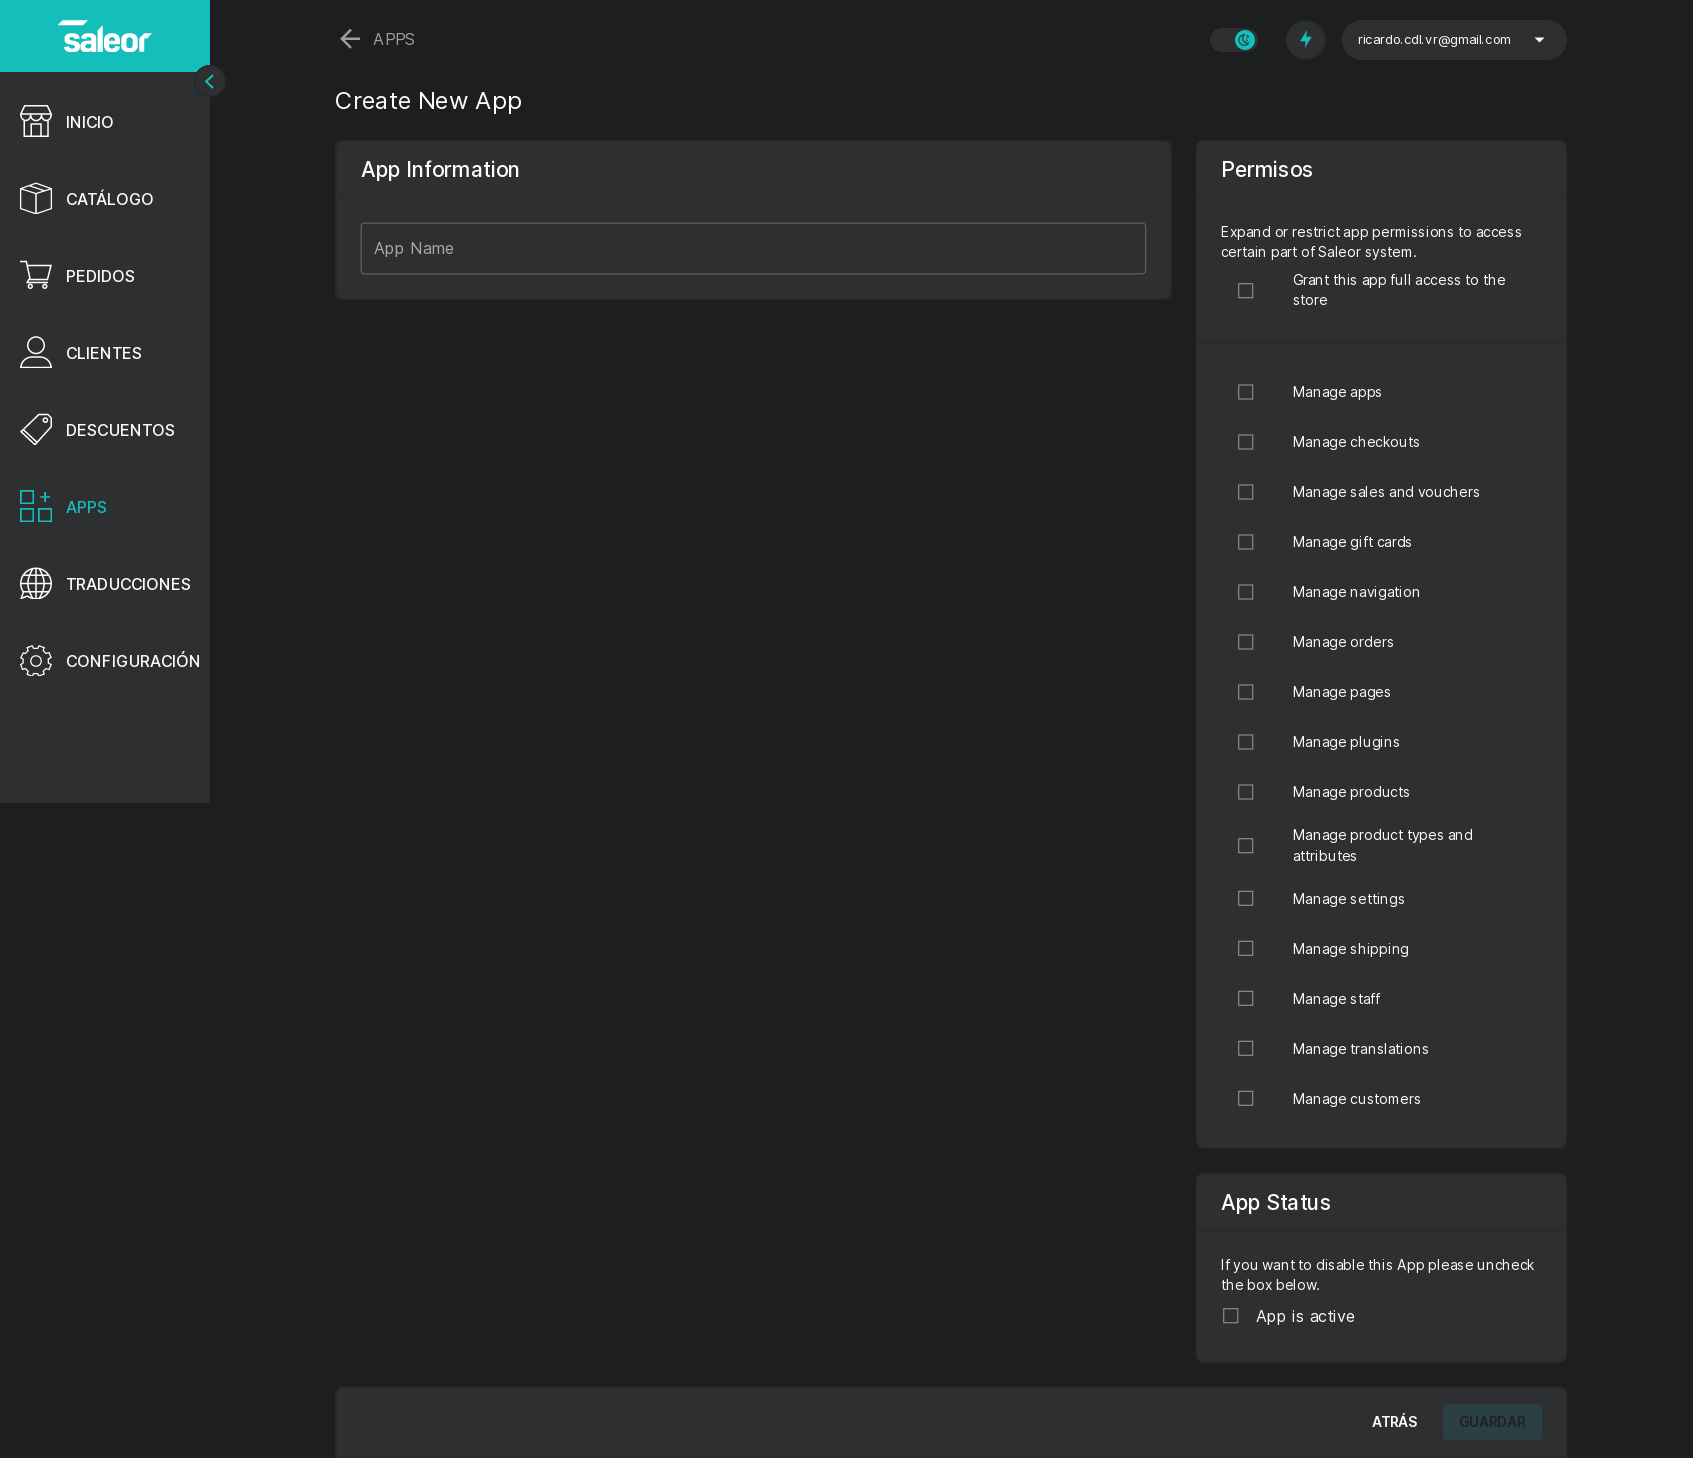 saleor
INICIO
CATÁLOGO
PEDIDOS
CLIENTES
DESCUENTOS
APPS
TRADUCCIONES
CONFIGURACIÓN
APPS
ricardo.cdl.vr@gmail.com
Create New App
App Information
App Name
Permisos
Expand or restrict app permissions to access
certain part of Saleor system.
Grant this app full access to the
store
Manage apps
Manage checkouts
Manage sales and vouchers
Manage gift cards
Manage navigation
Manage orders
Manage pages
Manage plugins
Manage products
Manage product types and
attributes
Manage settings
Manage shipping
Manage staff
Manage translations
Manage customers
App Status
If you want to disable this App please uncheck
the box below.
App is active
ATRÁS
GUARDAR